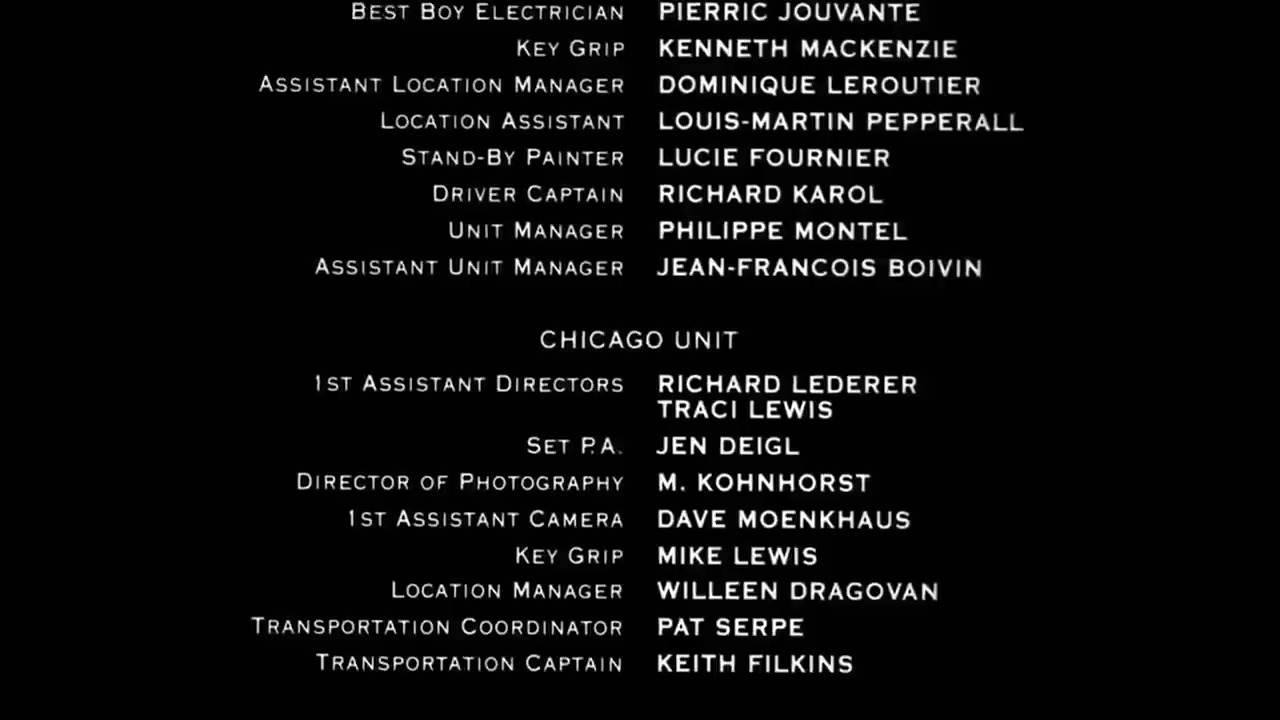 BEST BOY ELECTRICIAN PIERRIC JOUVANTE
KEY GRIP KENNETH MACKENZIE
ASSISTANT LOCATION MANAGER DOMINIQUE LEROUTIER
LOCATION ASSISTANT LOUIS-MARTIN PEPPERALL
STAND-BY PAINTER LUCIE FOURNIER
DRIVER CAPTAIN RICHARD KAROL
UNIT MANAGER PHILIPPE MONTEL
ASSISTANT UNIT MANAGER JEAN-FRANCOIS BOIVIN
CHICAGO UNIT
1ST ASSISTANT DIRECTORS RICHARD LEDERER
TRACI LEWIS
SET P.A. JEN DEIGL
DIRECTOR OF PHOTOGRAPHY M. KOHNHORST
1ST ASSISTANT CAMERA DAVE MOENKHAUS
KEY GRIP MIKE LEWIS
LOCATION MANAGER WILLEEN DRAGOVAN
TRANSPORTATION COORDINATOR PAT SERPE
TRANSPORTATION CAPTAIN KEITH FILKINS